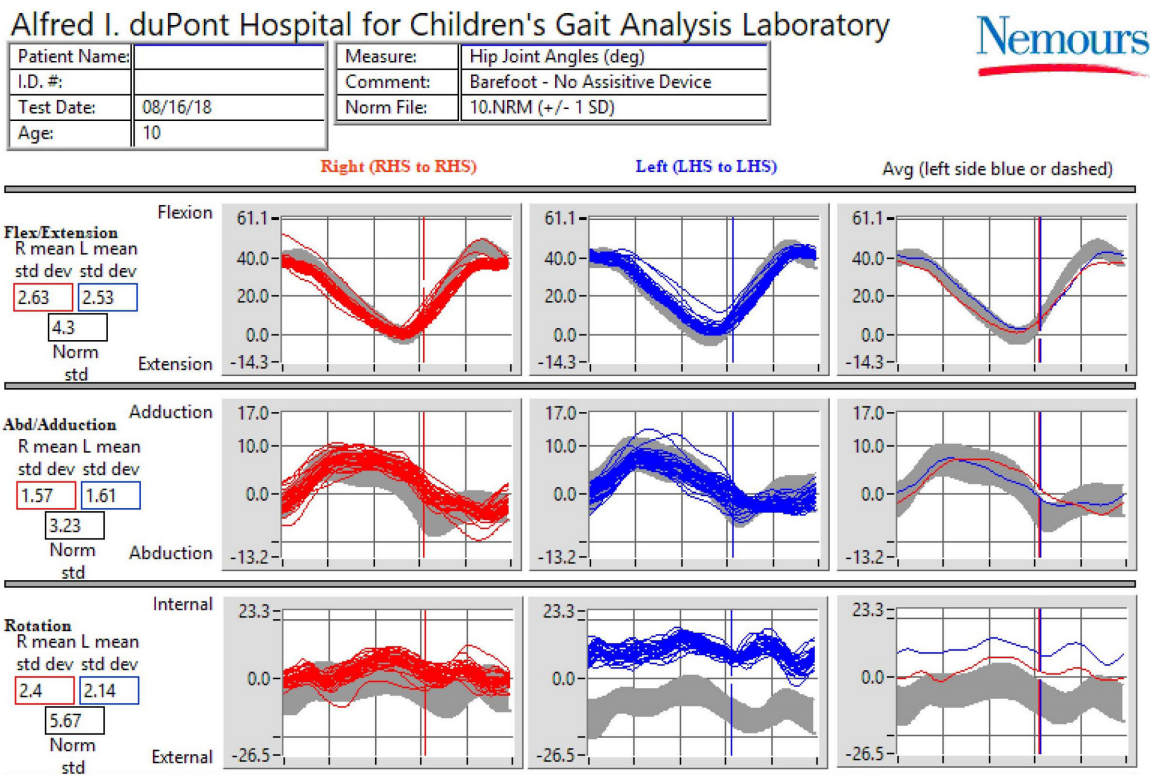 Alfred I. duPont Hospital for Children's Gait Analysis Laboratory
Nemours
Patient Name:
I.D. #:
Test Date: 08/16/18
Age: 10
Measure: Hip Joint Angles (deg)
Comment: Barefoot - No Assisitive Device
Norm File: 10.NRM (+/- 1 SD)
Right (RHS to RHS)
Left (LHS to LHS)
Avg (left side blue or dashed)
Flex/Extension
R mean L mean
std dev std dev
2.63 2.53
4.3
Norm
std
Flexion
Extension
61.1
40.0
20.0
0.0
-14.3
61.1
40.0
20.0
0.0
-14.3
61.1
40.0
20.0
0.0
-14.3
Abd/Adduction
R mean L mean
std dev std dev
1.57 1.61
3.23
Norm
std
Adduction
Abduction
17.0
10.0
0.0
-13.2
17.0
10.0
0.0
-13.2
17.0
10.0
0.0
-13.2
Rotation
R mean L mean
std dev std dev
2.4 2.14
5.67
Norm
std
Internal
External
23.3
0.0
-26.5
23.3
0.0
-26.5
23.3
0.0
-26.5